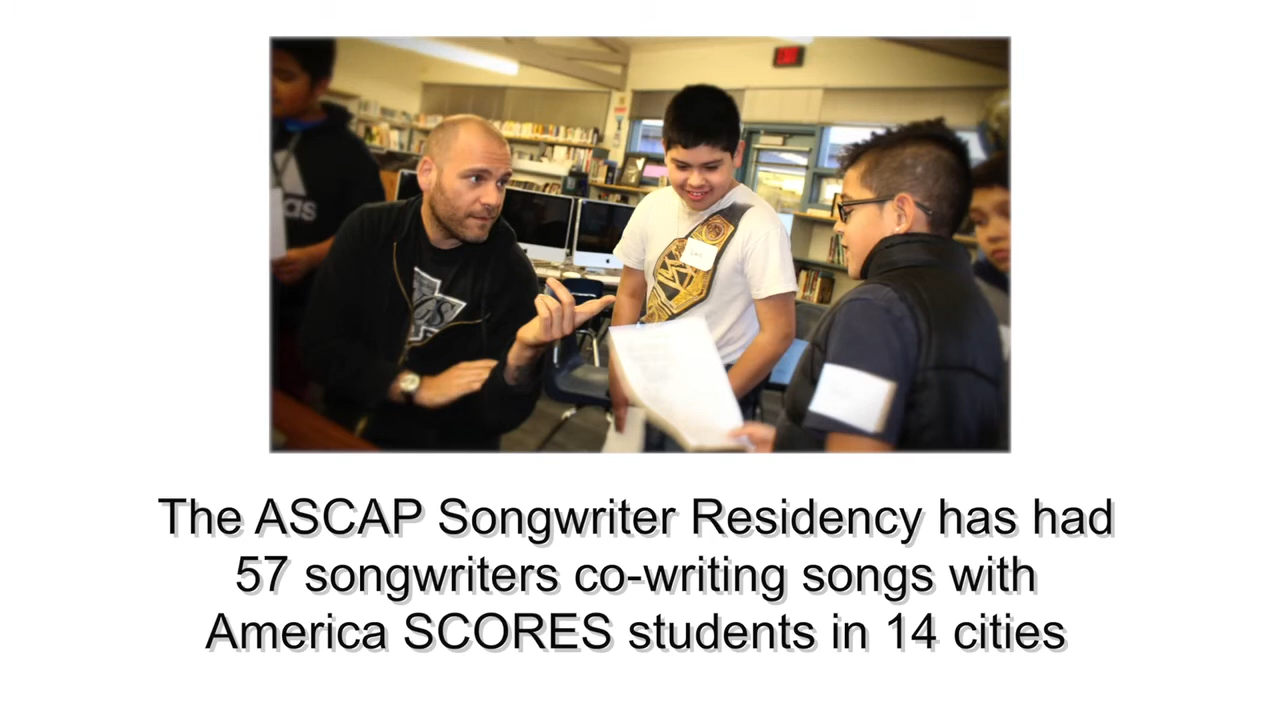 The ASCAP Songwriter Residency has had
57 songwriters co-writing songs with
America SCORES students in 14 cities